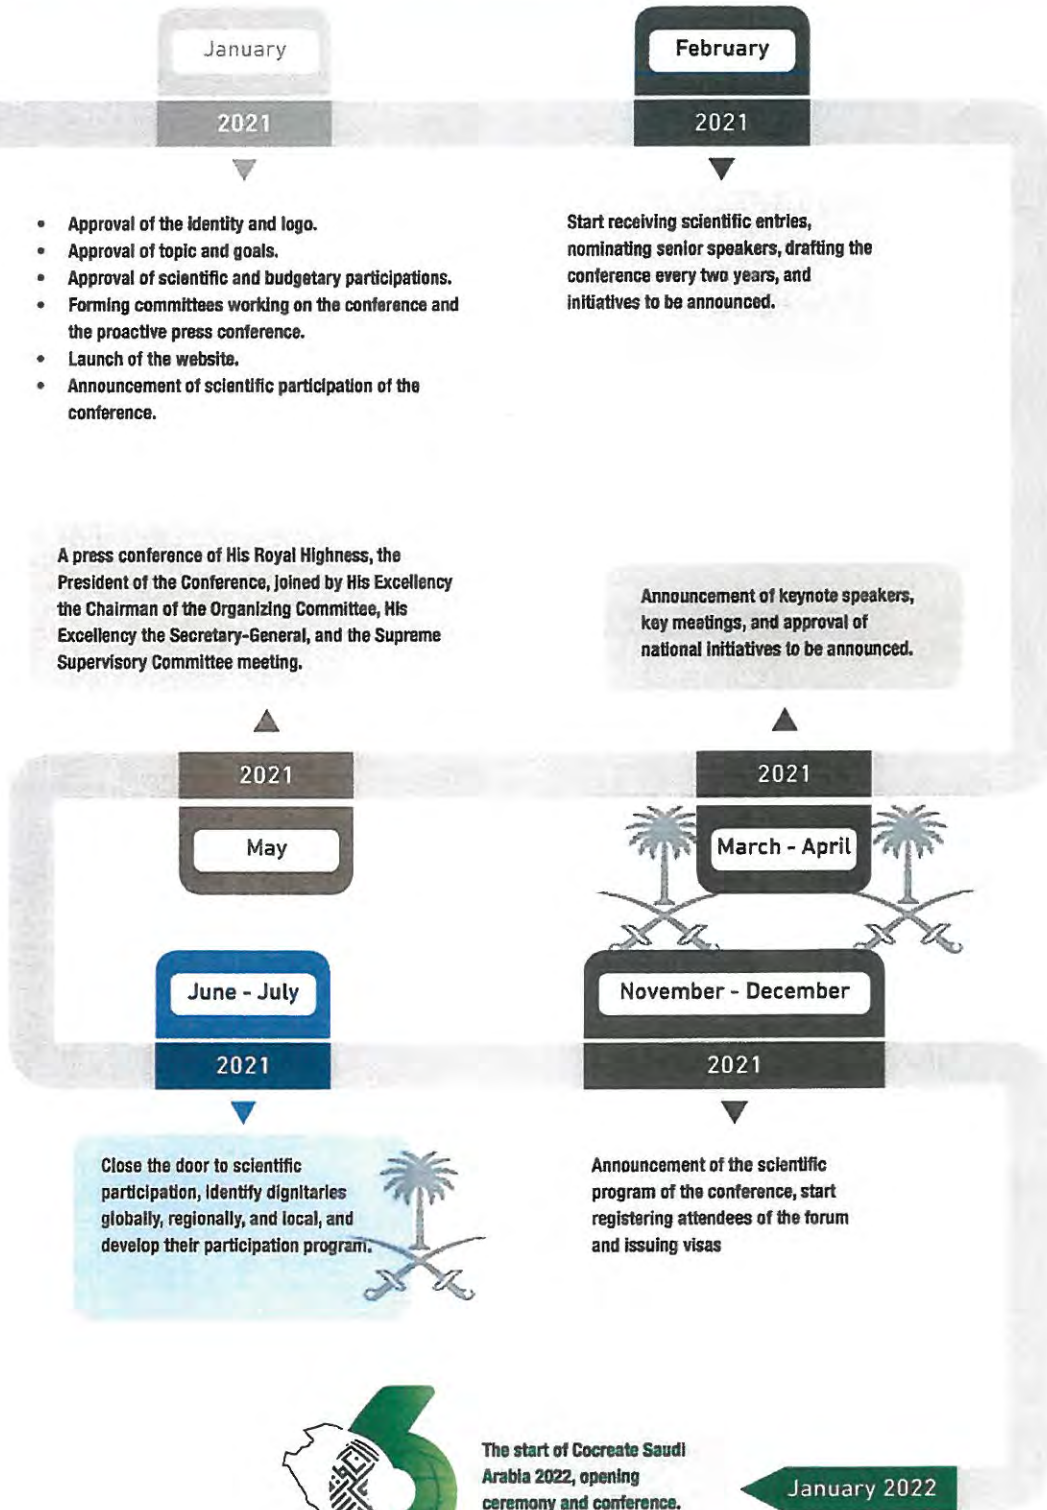 January
2021
• Approval of the identity and logo.
• Approval of topic and goals.
• Approval of scientific and budgetary participations.
• Forming committees working on the conference and
the proactive press conference.
• Launch of the website.
• Announcement of scientific participation of the
conference.
February
2021
Start receiving scientific entries,
nominating senior speakers, drafting the
conference every two years, and
initiatives to be announced.
Announcement of keynote speakers,
key meetings, and approval of
national initiatives to be announced.
2021
March - April
A press conference of His Royal Highness, the
President of the Conference, joined by His Excellency
the Chairman of the Organizing Committee, His
Excellency the Secretary-General, and the Supreme
Supervisory Committee meeting.
2021
May
June - July
2021
Close the door to scientific
participation, identify dignitaries
globally, regionally, and local, and
develop their participation program.
November - December
2021
Announcement of the scientific
program of the conference, start
registering attendees of the forum
and issuing visas
6
The start of Cocreate Saudi
Arabia 2022, opening
ceremony and conference.
January 2022